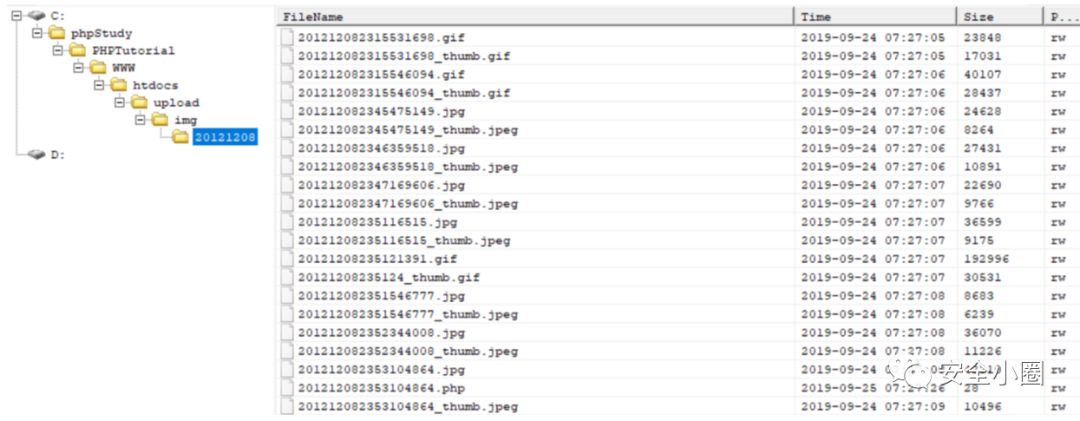 C:
phpStudy
PHPTutorial
WWW
htdocs
upload
img
20121208
D:
FileName Time Size P...
201212082315531698.gif 2019-09-24 07:27:05 23848 rw
201212082315531698_thumb.gif 2019-09-24 07:27:05 17031 rw
201212082315546094.gif 2019-09-24 07:27:06 40107 rw
201212082315546094_thumb.gif 2019-09-24 07:27:06 28437 rw
201212082345475149.jpg 2019-09-24 07:27:06 24628 rw
201212082345475149_thumb.jpeg 2019-09-24 07:27:06 8264 rw
201212082346359518.jpg 2019-09-24 07:27:06 27431 rw
201212082346359518_thumb.jpeg 2019-09-24 07:27:06 10891 rw
201212082347169606.jpg 2019-09-24 07:27:07 22690 rw
201212082347169606_thumb.jpeg 2019-09-24 07:27:07 9766 rw
20121208235116515.jpg 2019-09-24 07:27:07 36599 rw
20121208235116515_thumb.jpeg 2019-09-24 07:27:07 9175 rw
20121208235121391.gif 2019-09-24 07:27:07 192996 rw
20121208235124_thumb.gif 2019-09-24 07:27:07 30531 rw
201212082351546777.jpg 2019-09-24 07:27:08 8683 rw
201212082351546777_thumb.jpeg 2019-09-24 07:27:08 6239 rw
201212082352344008.jpg 2019-09-24 07:27:08 36070 rw
201212082352344008_thumb.jpeg 2019-09-24 07:27:08 11226 rw
201212082353104864.jpg 2019-09-24 rw
201212082353104864.php 2019-09-25 28 rw
201212082353104864_thumb.jpeg 2019-09-24 07:27:09 10496 rw
安全小圈